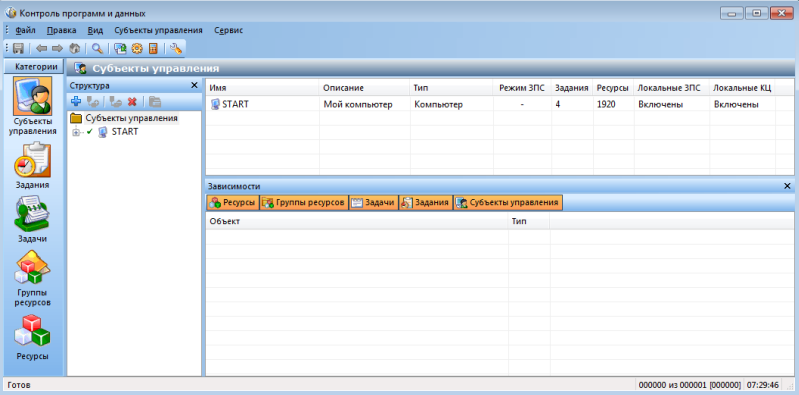 Контроль программ и данных
Файл Правка Вид Субъекты управления Сервис
Категории
Субъекты управления
Субъекты
управления
Задания
Задачи
Группы
ресурсов
Ресурсы
Структура
Субъекты управления
START
Имя Описание Тип Режим ЗПС Задания Ресурсы Локальные ЗПС Локальные КЦ
START Мой компьютер Компьютер - 4 1920 Включены Включены
Зависимости
Ресурсы Группы ресурсов Задачи Задания Субъекты управления
Объект Тип
Готов
000000 из 000001 [000000] 07:29:46